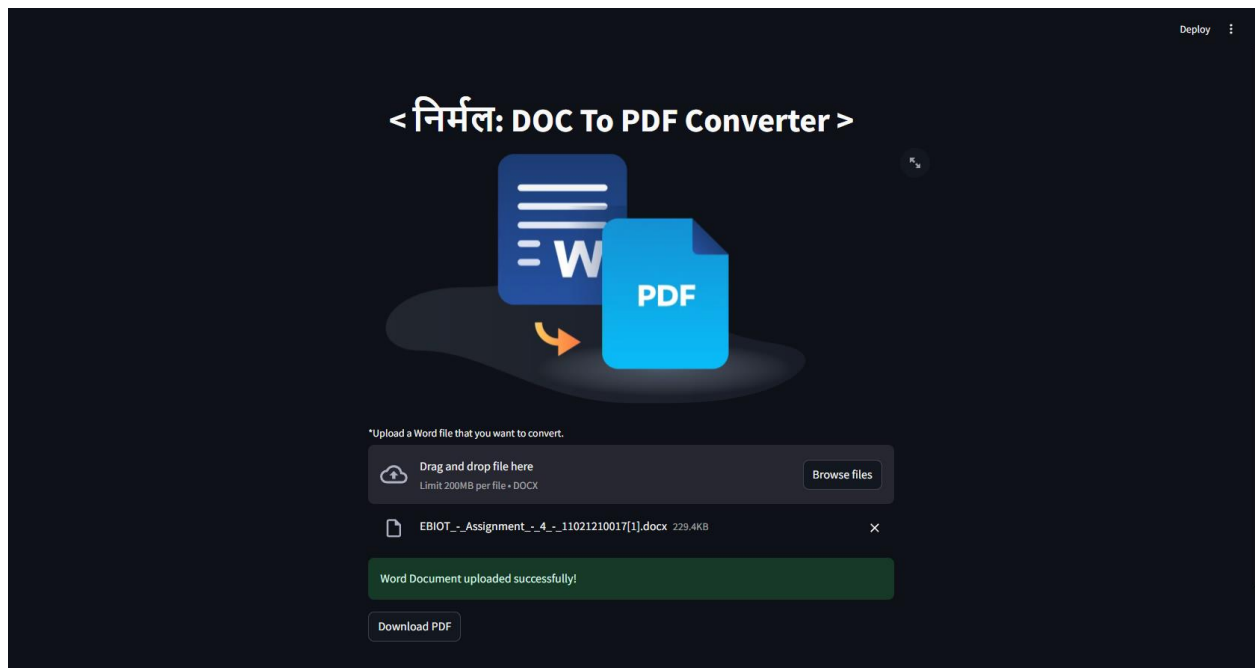 Deploy
< निर्मल: DOC To PDF Converter >
W
PDF
*Upload a Word file that you want to convert.
Drag and drop file here
Limit 200MB per file • DOCX
Browse files
EBIOT_-_Assignment_-_4_-_11021210017[1].docx 229.4KB
Word Document uploaded successfully!
Download PDF